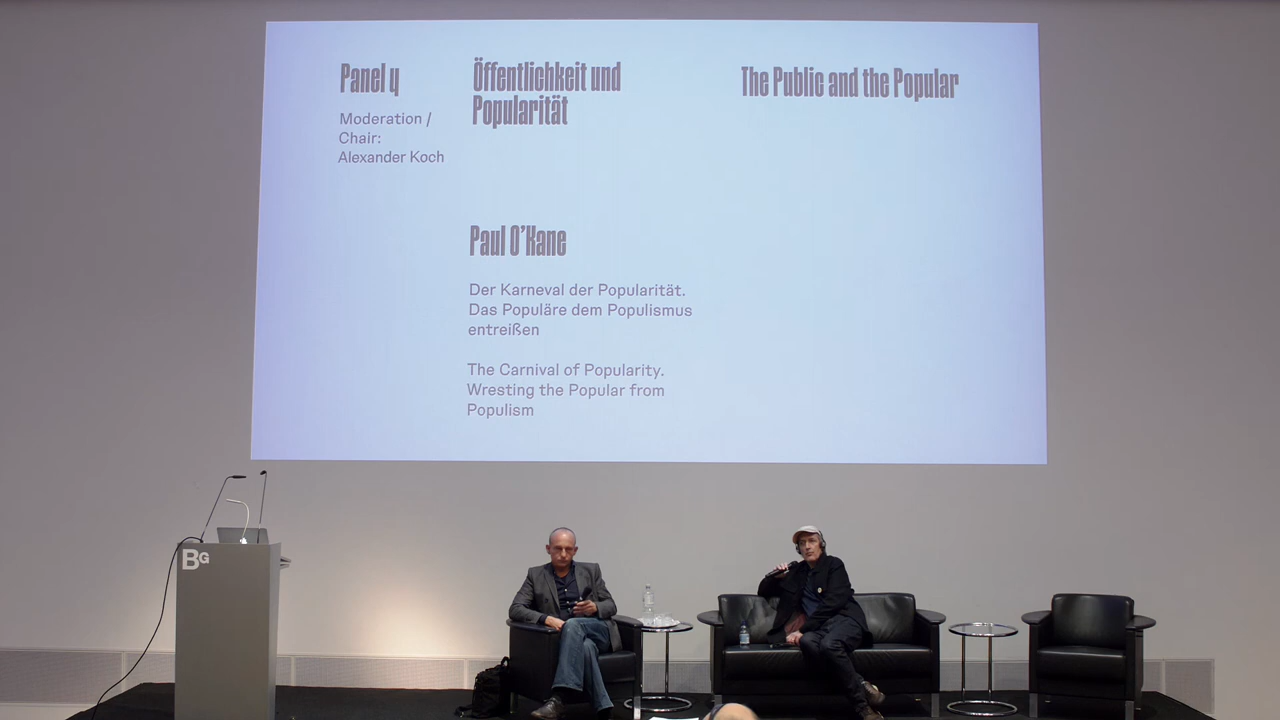 Panel 4
Moderation /
Chair:
Alexander Koch
Öffentlichkeit und
Popularität
The Public and the Popular
Paul O’Kane
Der Karneval der Popularität.
Das Populäre dem Populismus
entreißen
The Carnival of Popularity.
Wresting the Popular from
Populism
BG